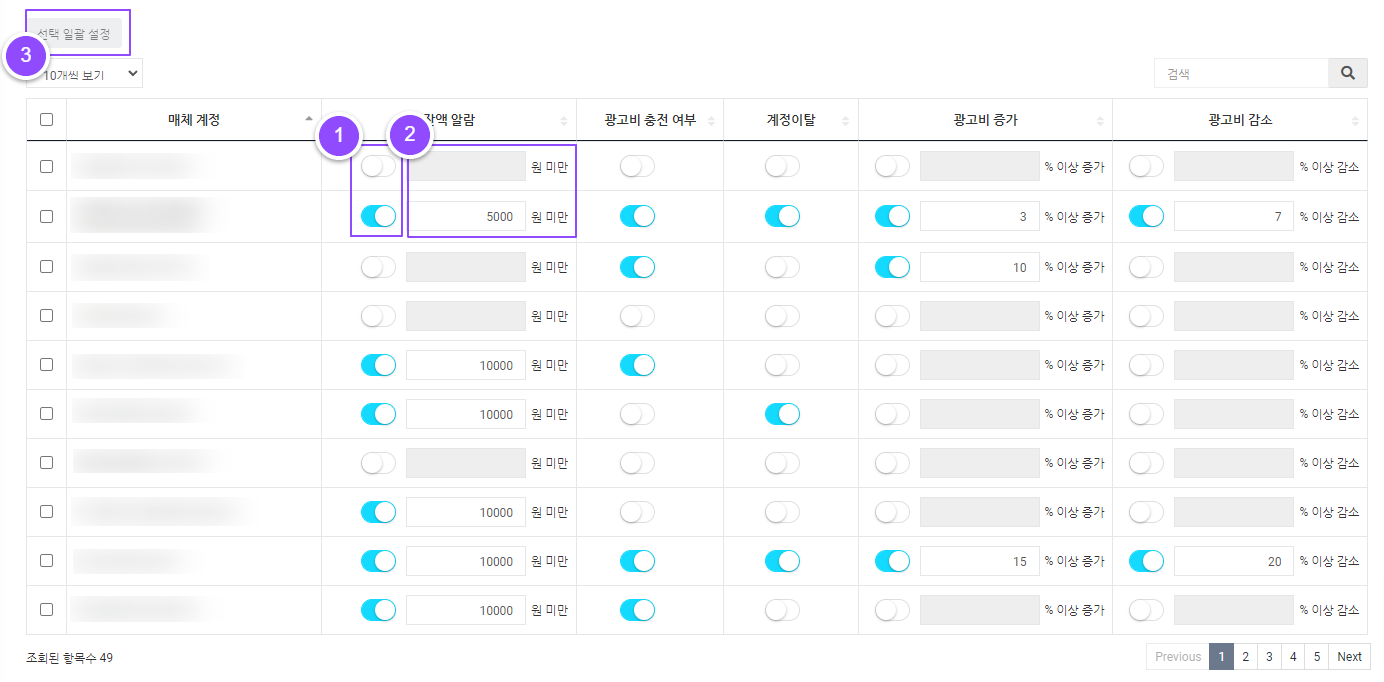 선택 일괄 설정
3
10개씩 보기
검색
매체 계정
잔액 알람
광고비 충전 여부
계정이탈
광고비 증가
광고비 감소
1
2
원 미만
% 이상 증가
% 이상 감소
5000 원 미만
3 % 이상 증가
7 % 이상 감소
원 미만
10 % 이상 증가
% 이상 감소
원 미만
% 이상 증가
% 이상 감소
10000 원 미만
% 이상 증가
% 이상 감소
10000 원 미만
% 이상 증가
% 이상 감소
원 미만
% 이상 증가
% 이상 감소
10000 원 미만
% 이상 증가
% 이상 감소
10000 원 미만
15 % 이상 증가
20 % 이상 감소
10000 원 미만
% 이상 증가
% 이상 감소
조회된 항목수 49
Previous 1 2 3 4 5 Next